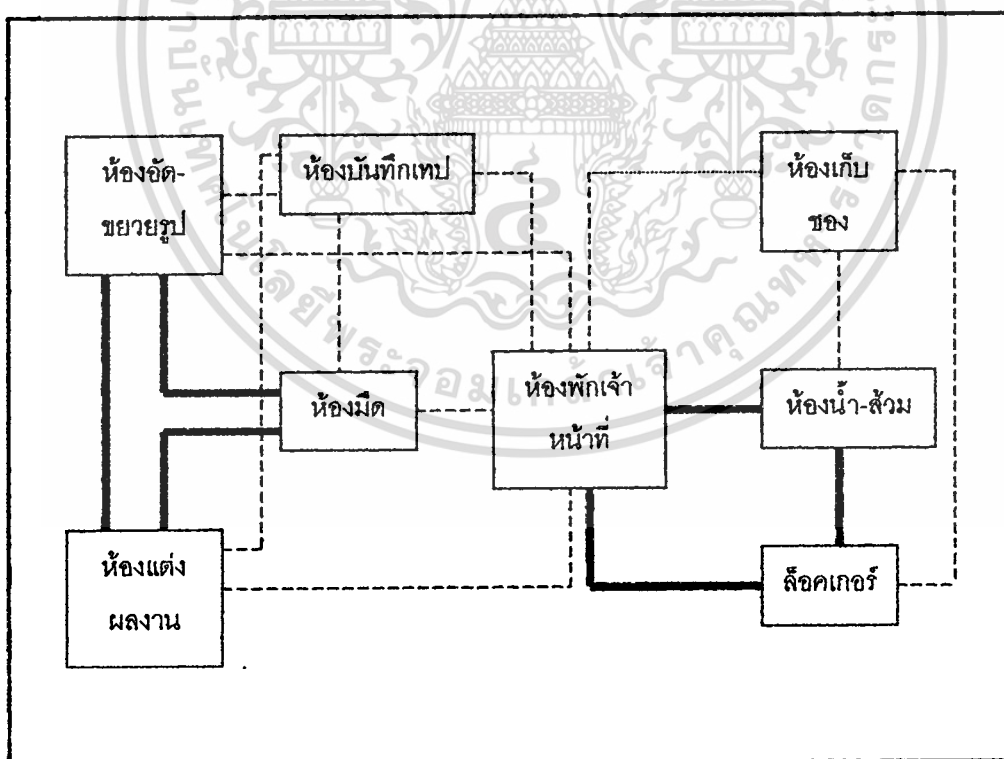 ห้องอัด-
ขยายรูป
ห้องบันทึกเทป
ห้องเก็บ
ของ
ห้องมืด
ห้องพักเจ้า
หน้าที่
ห้องน้ำ-ส้วม
ห้องแต่ง
ผลงาน
ล็อคเกอร์